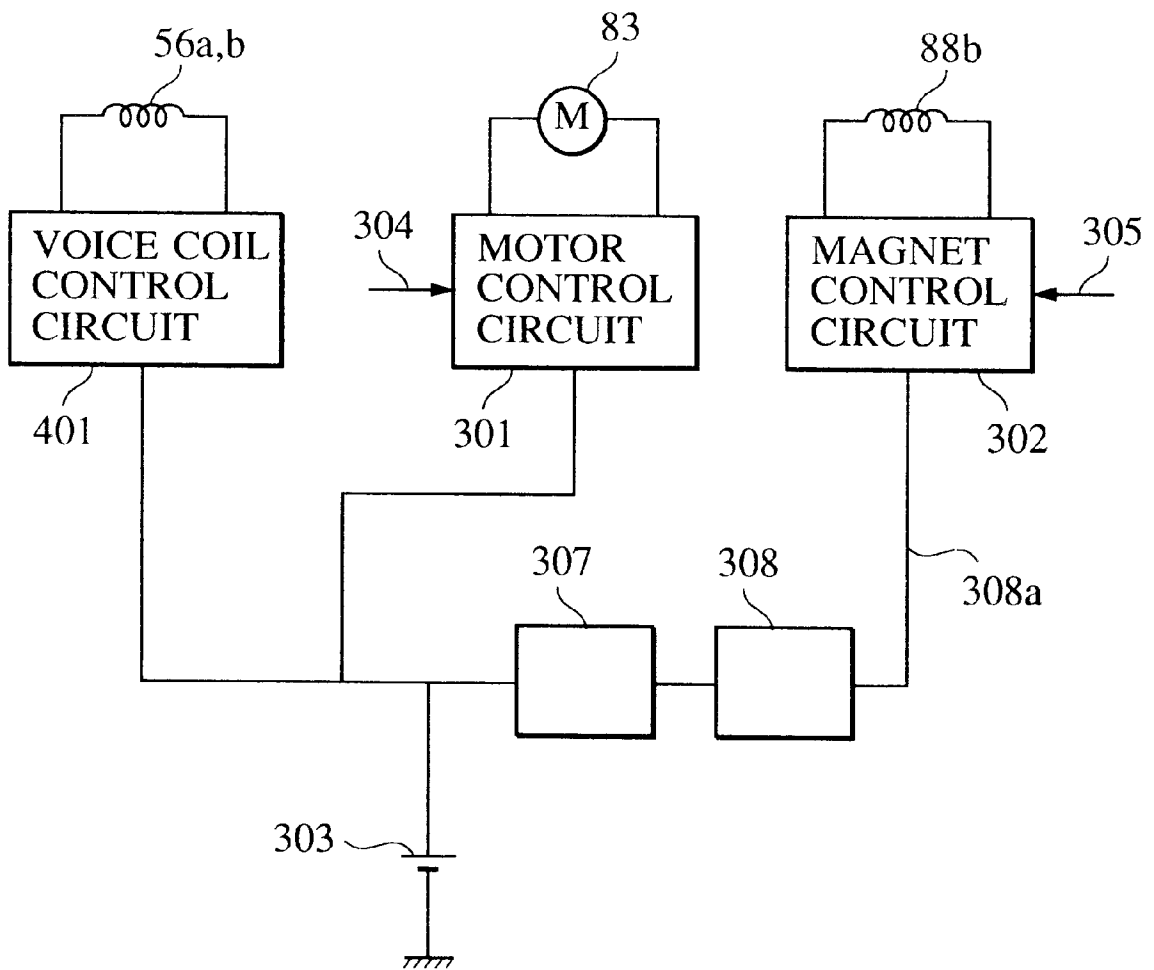 56a,b
83
88b
M
304
305
VOICE COIL
CONTROL
CIRCUIT
MOTOR
CONTROL
CIRCUIT
MAGNET
CONTROL
CIRCUIT
401
301
302
307
308
308a
303